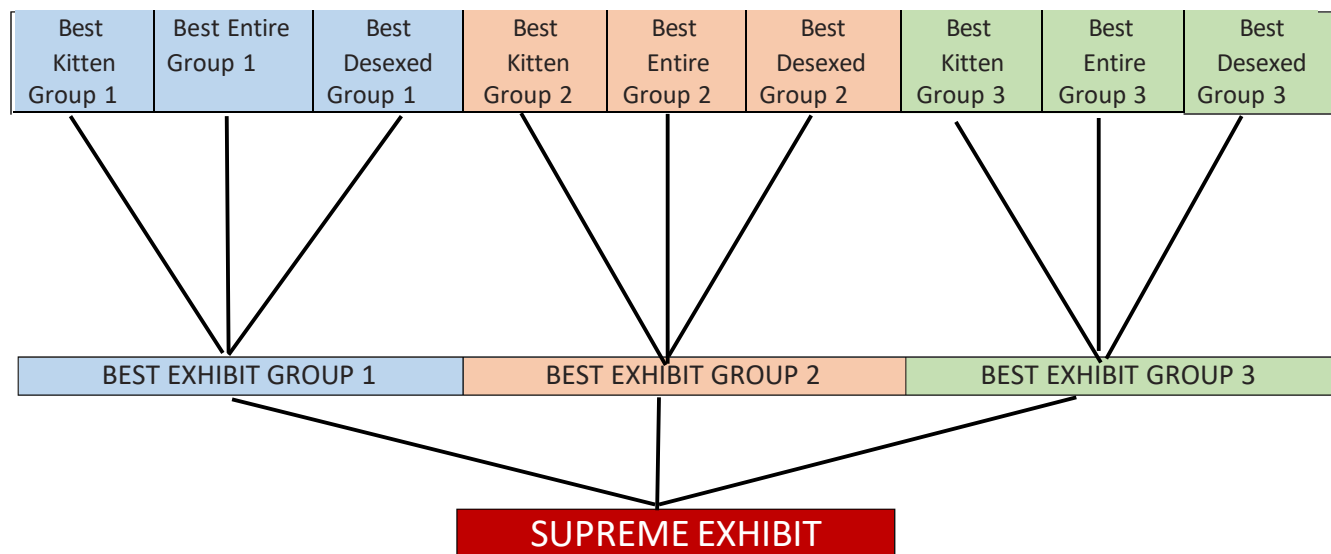 Best
Kitten
Group 1
Best Entire
Group 1
Best
Desexed
Group 1
Best
Kitten
Group 2
Best
Entire
Group 2
Best
Desexed
Group 2
Best
Kitten
Group 3
Best
Entire
Group 3
Best
Desexed
Group 3
BEST EXHIBIT GROUP 1
BEST EXHIBIT GROUP 2
BEST EXHIBIT GROUP 3
SUPREME EXHIBIT